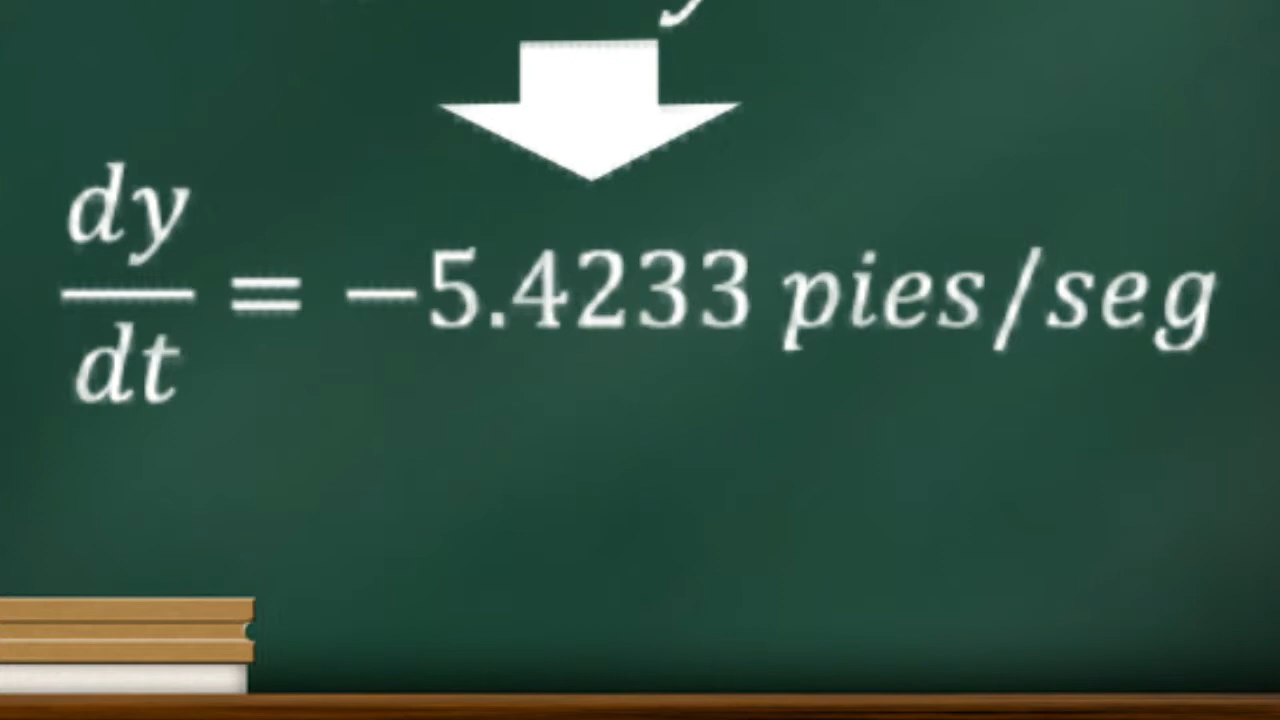 y
dy/dt = −5.4233 pies/seg